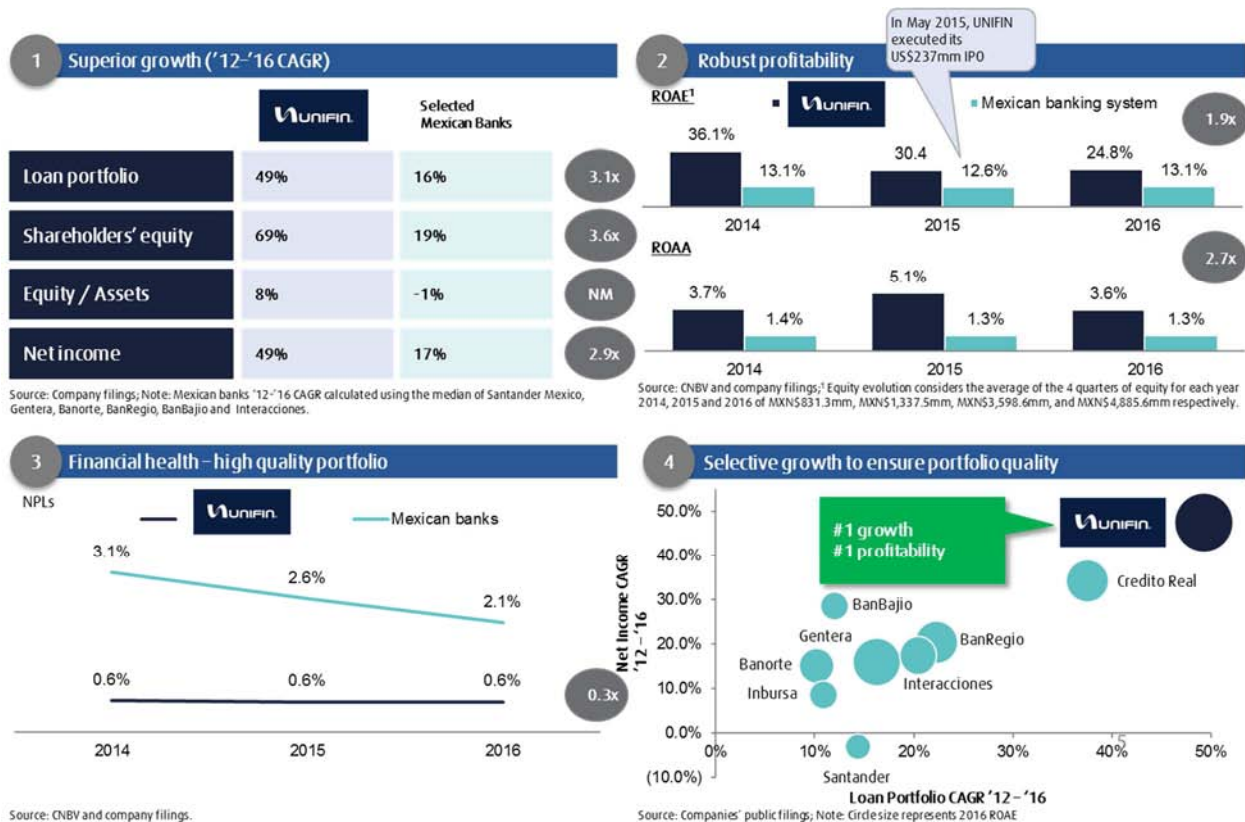 1 Superior growth ('12-'16 CAGR)
UNIFIN
Selected
Mexican Banks
Loan portfolio 49% 16% 3.1x
Shareholders' equity 69% 19% 3.6x
Equity / Assets 8% -1% NM
Net income 49% 17% 2.9x
Source: Company filings; Note: Mexican banks '12-'16 CAGR calculated using the median of Santander Mexico,
Gentera, Banorte, BanRegio, BanBajio and Interacciones.
In May 2015, UNIFIN
executed its
US$237mm IPO
2 Robust profitability
ROAE¹
UNIFIN
Mexican banking system
1.9x
36.1% 13.1% 30.4 12.6% 24.8% 13.1%
2014 2015 2016
ROAA
2.7x
3.7% 1.4% 5.1% 1.3% 3.6% 1.3%
2014 2015 2016
Source: CNBV and company filings;¹ Equity evolution considers the average of the 4 quarters of equity for each year
2014, 2015 and 2016 of MXN$831.3mm, MXN$1,337.5mm, MXN$3,598.6mm, and MXN$4,885.6mm respectively.
3 Financial health – high quality portfolio
NPLs
UNIFIN
Mexican banks
3.1% 2.6% 2.1%
0.6% 0.6% 0.6%
0.3x
2014 2015 2016
Source: CNBV and company filings.
4 Selective growth to ensure portfolio quality
Net Income CAGR
'12 – '16
50.0%
40.0%
30.0%
20.0%
10.0%
0.0%
(10.0%)
#1 growth
#1 profitability
UNIFIN
Credito Real
BanBajio
Gentera
BanRegio
Banorte
Interacciones
Inbursa
Santander
5
0% 10% 20% 30% 40% 50%
Loan Portfolio CAGR '12 – '16
Source: Companies' public filings; Note: Circle size represents 2016 ROAE